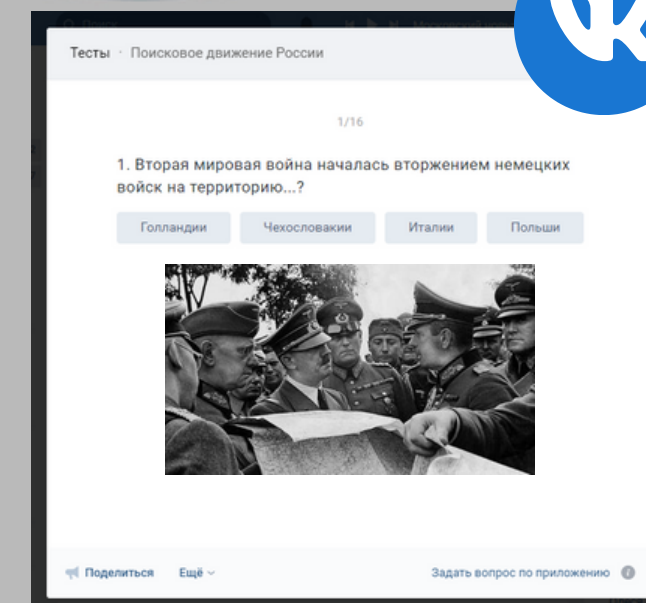 Поиск
Тесты · Поисковое движение России
1/16
1. Вторая мировая война началась вторжением немецких
войск на территорию...?
Голландии Чехословакии Италии Польши
Поделиться Ещё Задать вопрос по приложению